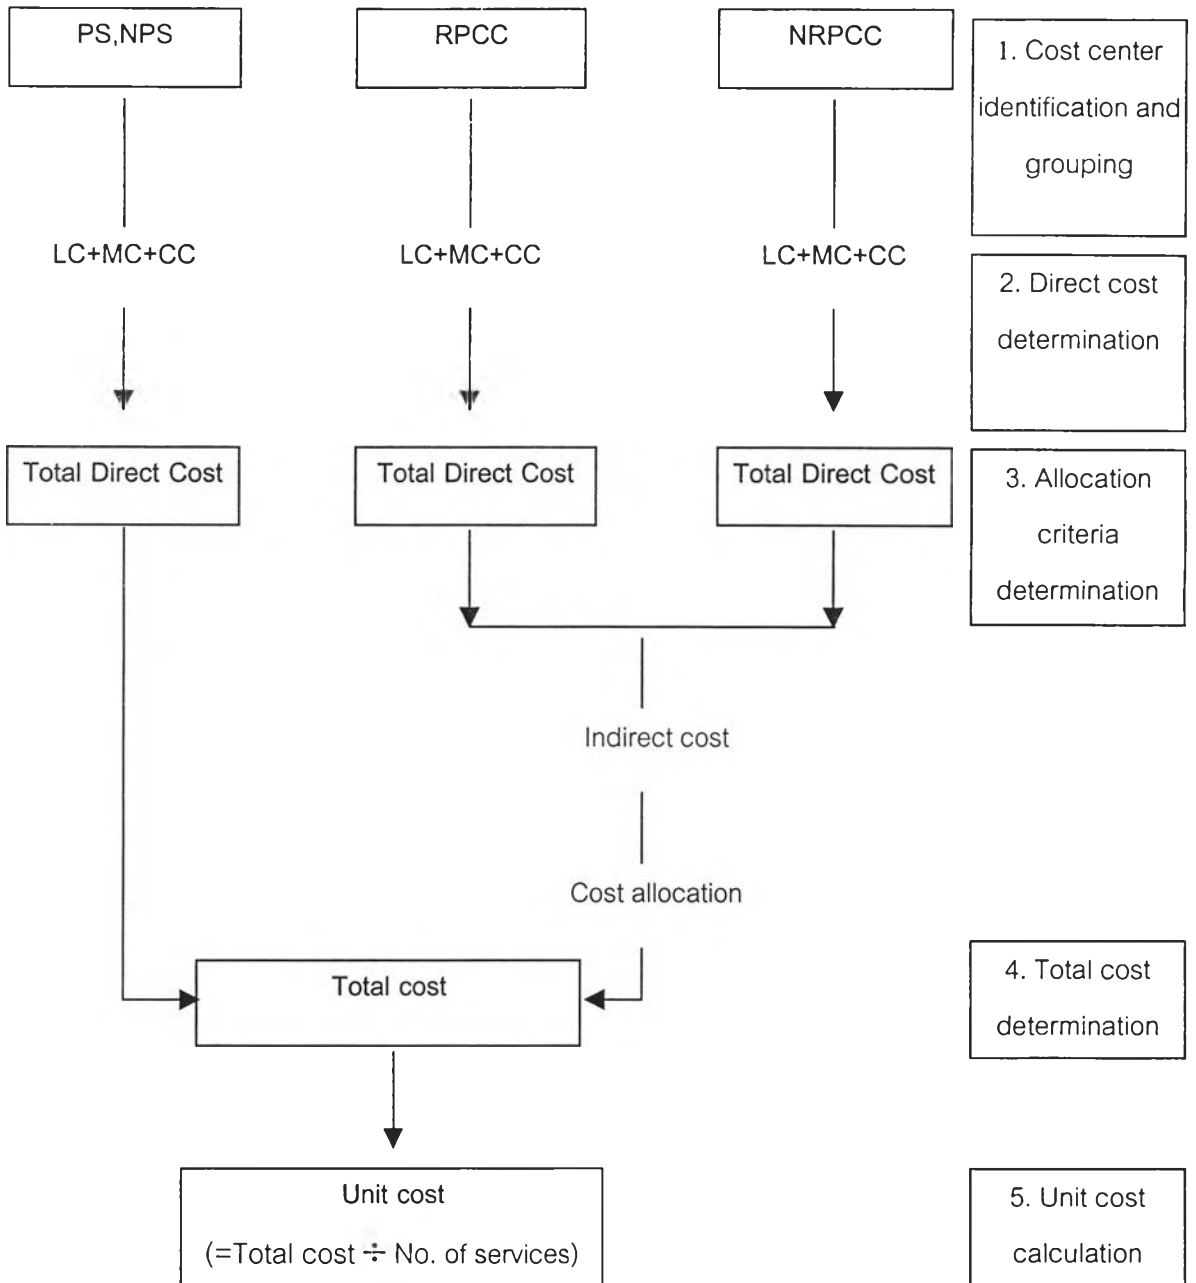 PS,NPS
RPCC
NRPCC
1. Cost center
identification and
grouping
LC+MC+CC
LC+MC+CC
LC+MC+CC
2. Direct cost
determination
Total Direct Cost
Total Direct Cost
Total Direct Cost
3. Allocation
criteria
determination
Indirect cost
Cost allocation
Total cost
4. Total cost
determination
Unit cost
(=Total cost ÷ No. of services)
5. Unit cost
calculation